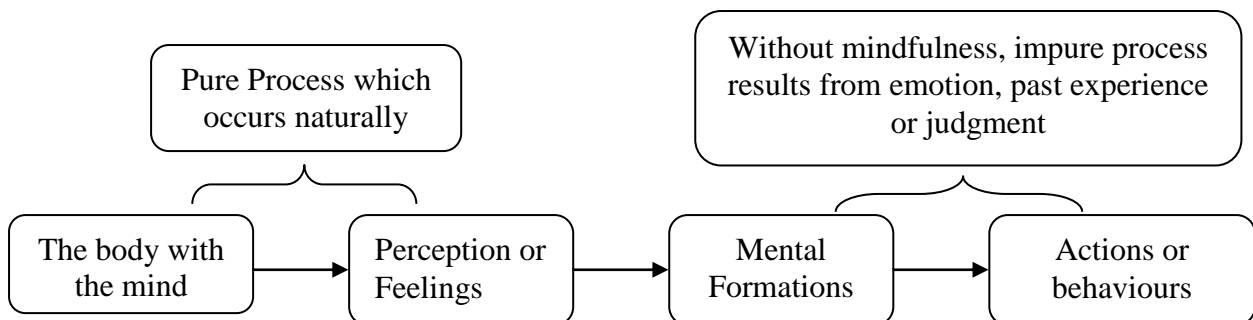 Pure Process which
occurs naturally
Without mindfulness, impure process
results from emotion, past experience
or judgment
The body with
the mind
Perception or
Feelings
Mental
Formations
Actions or
behaviours